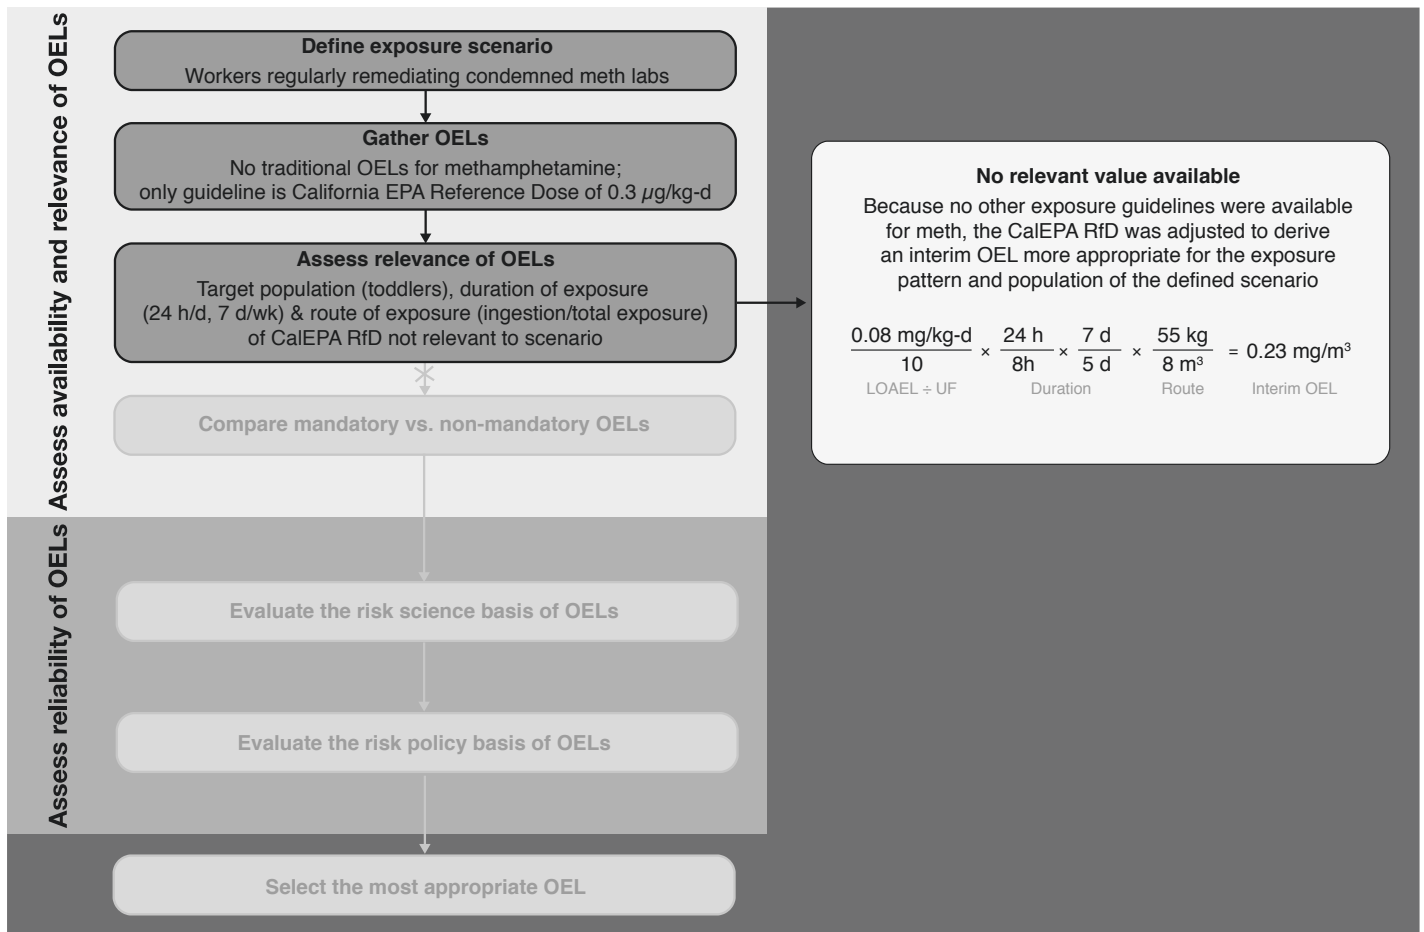 Assess availability and relevance of OELs
Define exposure scenario
Workers regularly remediating condemned meth labs
Gather OELs
No traditional OELs for methamphetamine;
only guideline is California EPA Reference Dose of 0.3 µg/kg-d
Assess relevance of OELs
Target population (toddlers), duration of exposure
(24 h/d, 7 d/wk) & route of exposure (ingestion/total exposure)
of CalEPA RfD not relevant to scenario
Compare mandatory vs. non-mandatory OELs
No relevant value available
Because no other exposure guidelines were available
for meth, the CalEPA RfD was adjusted to derive
an interim OEL more appropriate for the exposure
pattern and population of the defined scenario
0.08 mg/kg-d 24 h 7 d 55 kg
× × × = 0.23 mg/m³
10 8h 5 d 8 m³
LOAEL ÷ UF Duration Route Interim OEL
Assess reliability of OELs
Evaluate the risk science basis of OELs
Evaluate the risk policy basis of OELs
Select the most appropriate OEL